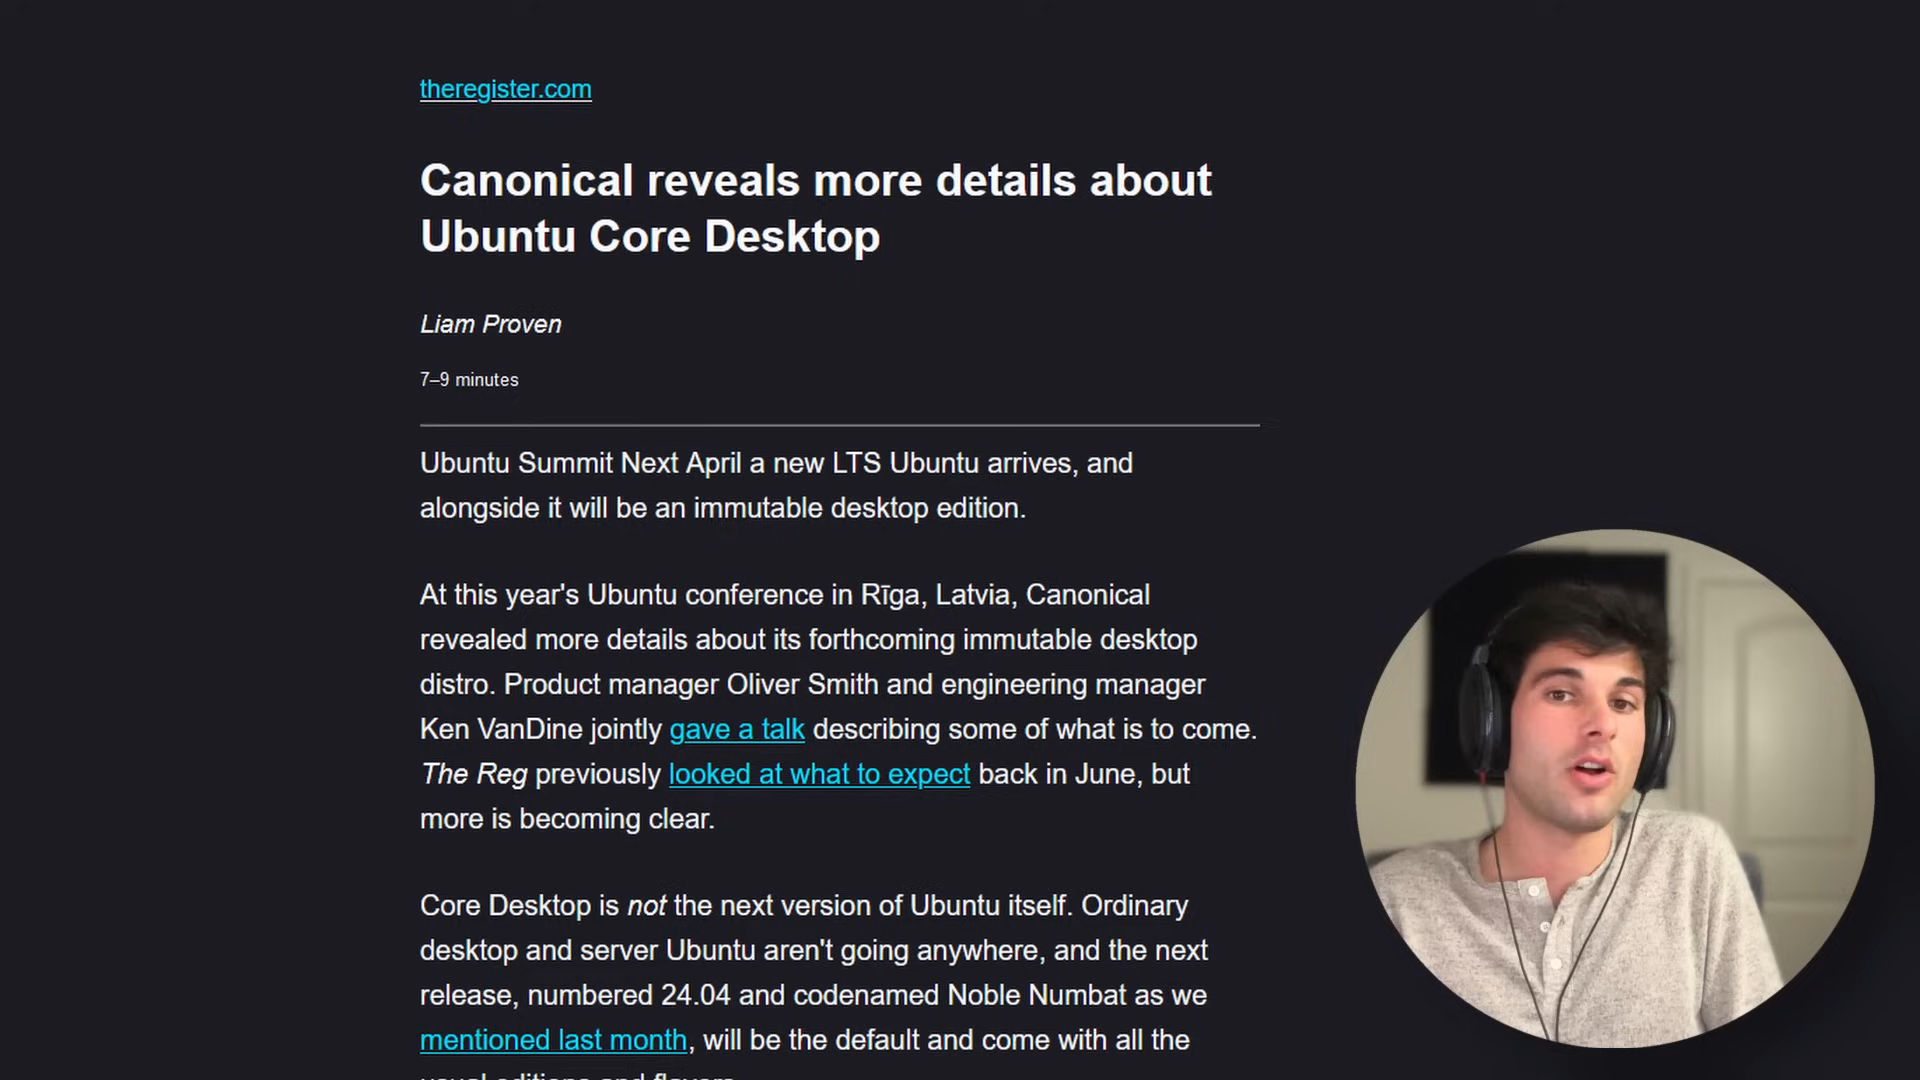 theregister.com
Canonical reveals more details about
Ubuntu Core Desktop
Liam Proven
7–9 minutes
Ubuntu Summit Next April a new LTS Ubuntu arrives, and
alongside it will be an immutable desktop edition.
At this year's Ubuntu conference in Rīga, Latvia, Canonical
revealed more details about its forthcoming immutable desktop
distro. Product manager Oliver Smith and engineering manager
Ken VanDine jointly gave a talk describing some of what is to come.
The Reg previously looked at what to expect back in June, but
more is becoming clear.
Core Desktop is not the next version of Ubuntu itself. Ordinary
desktop and server Ubuntu aren't going anywhere, and the next
release, numbered 24.04 and codenamed Noble Numbat as we
mentioned last month, will be the default and come with all the